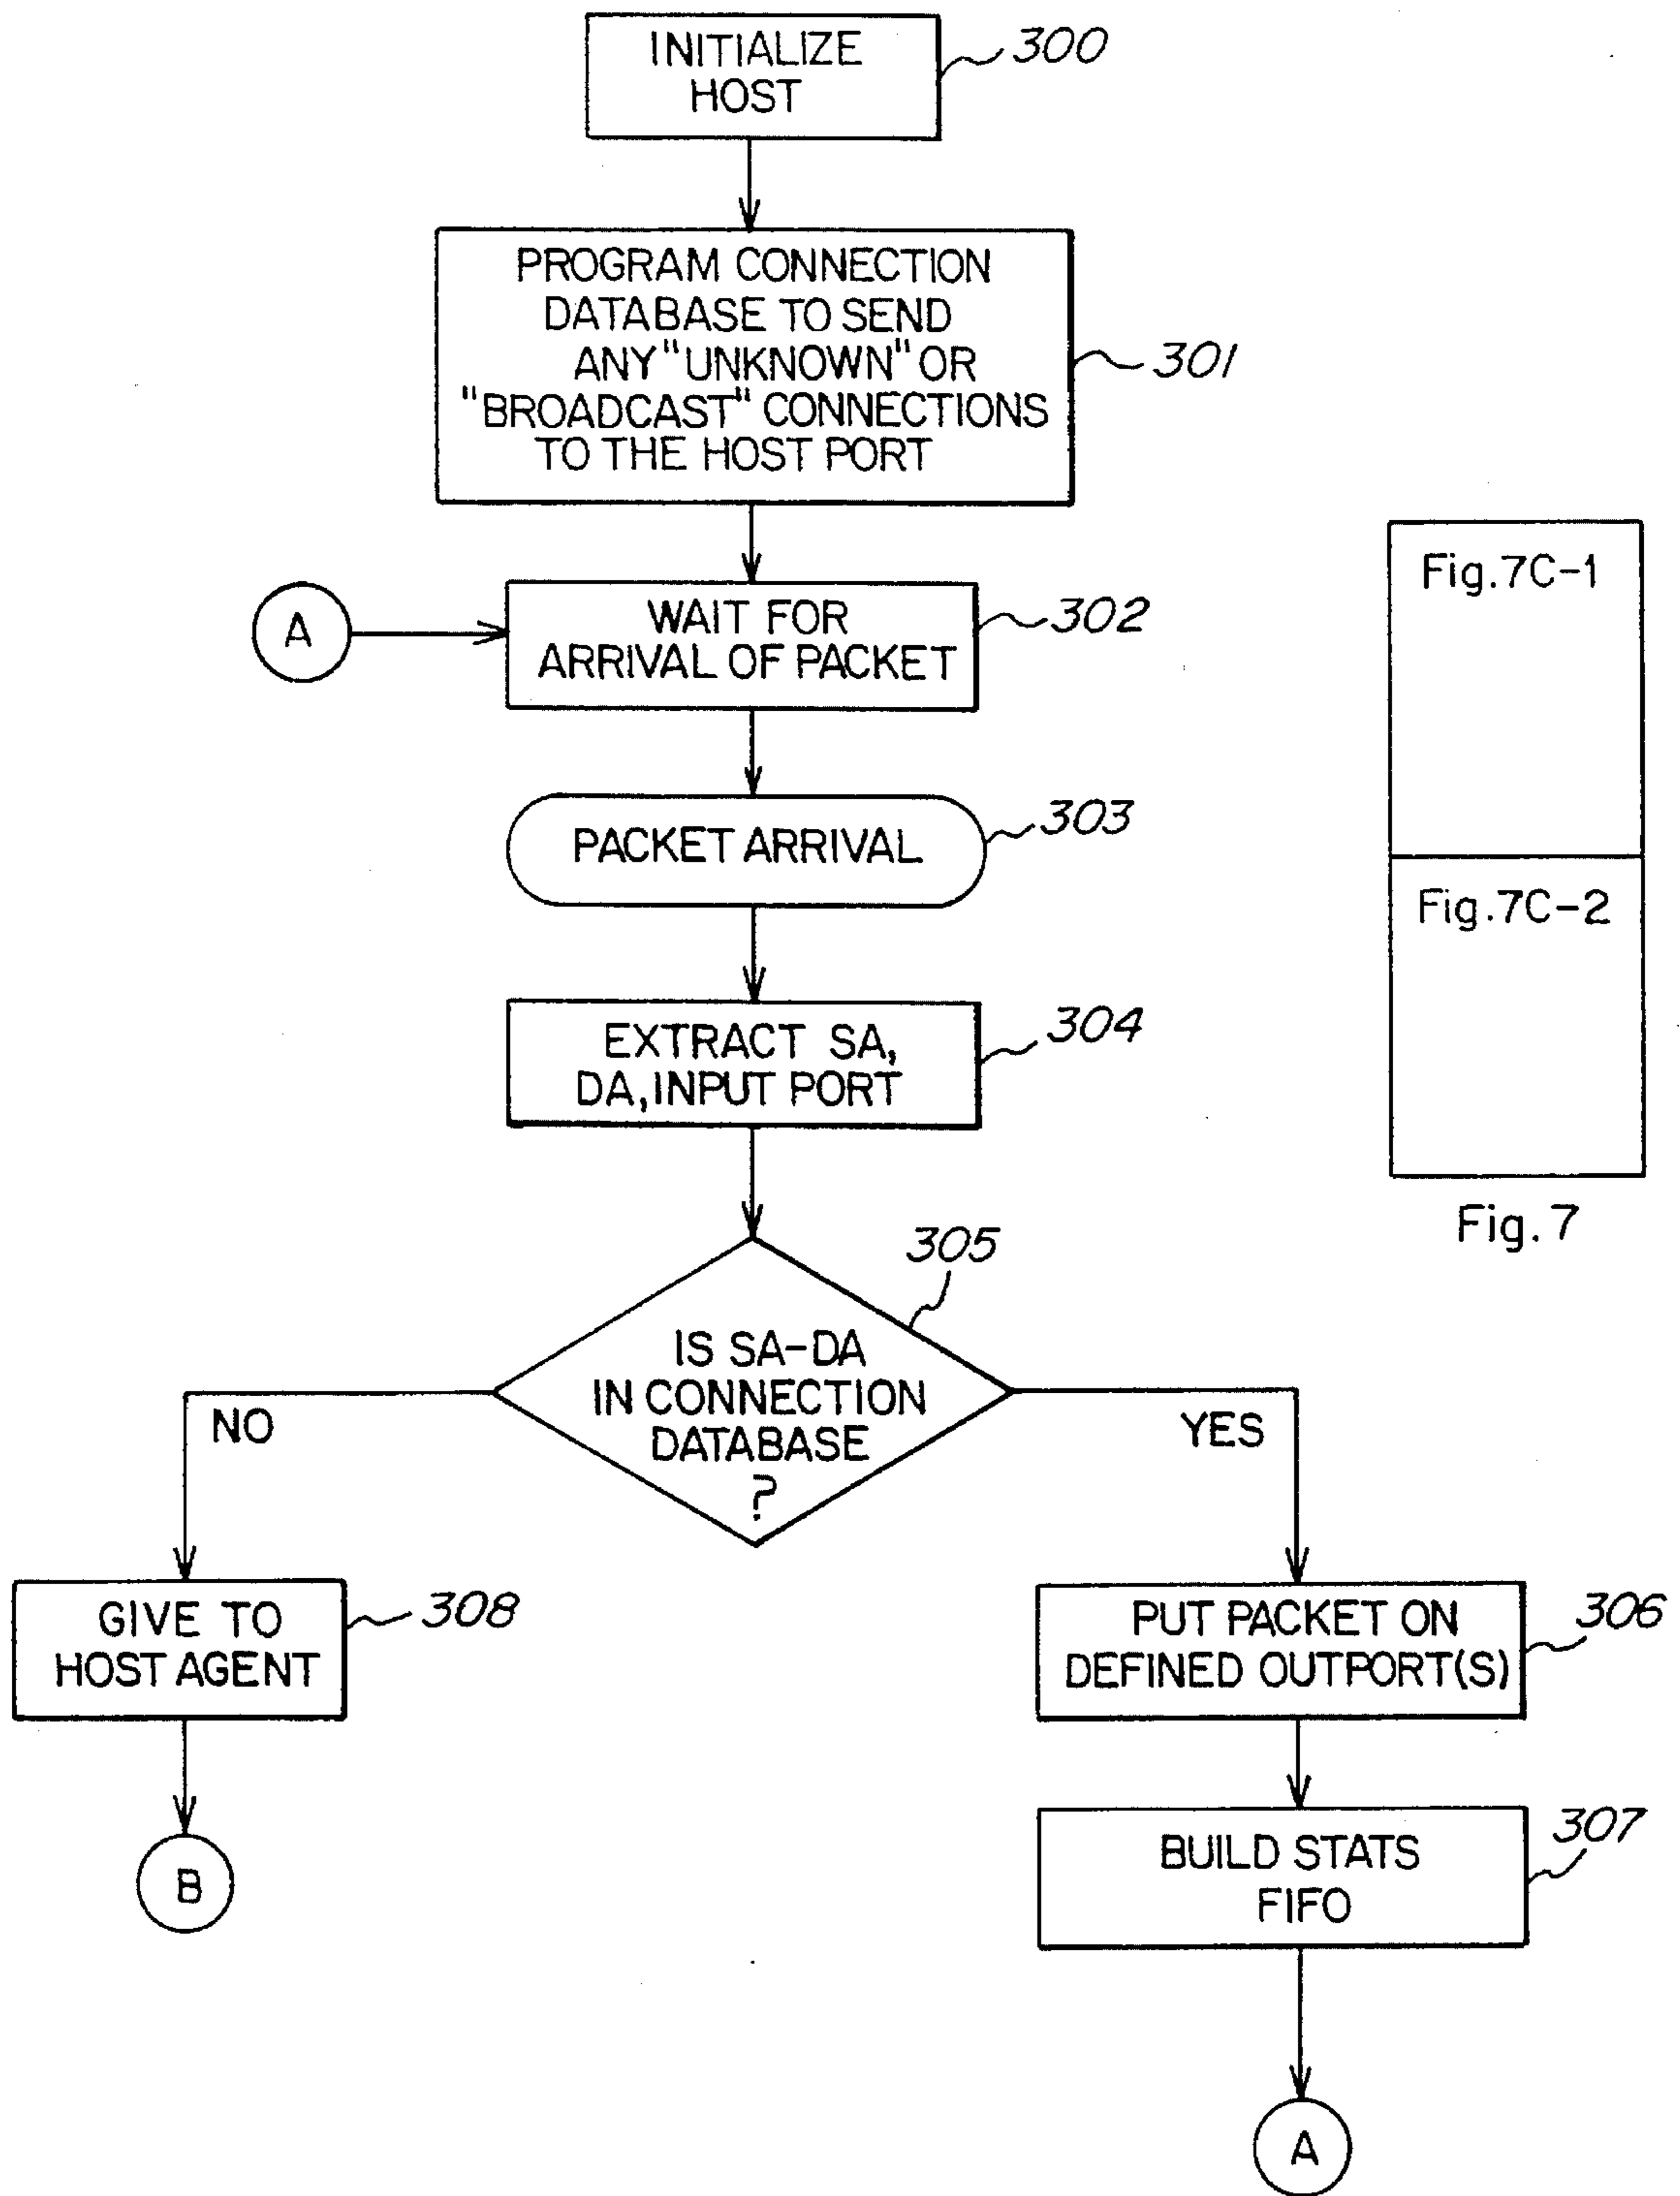 INITIALIZE
HOST
300
PROGRAM CONNECTION
DATABASE TO SEND
ANY "UNKNOWN" OR
"BROADCAST" CONNECTIONS
TO THE HOST PORT
301
A
WAIT FOR
ARRIVAL OF PACKET
302
PACKET ARRIVAL
303
EXTRACT SA,
DA, INPUT PORT
304
Fig.7C-1
Fig.7C-2
Fig.7
305
IS SA-DA
IN CONNECTION
DATABASE
?
NO
YES
GIVE TO
HOST AGENT
308
PUT PACKET ON
DEFINED OUTPORT(S)
306
B
BUILD STATS
FIFO
307
A